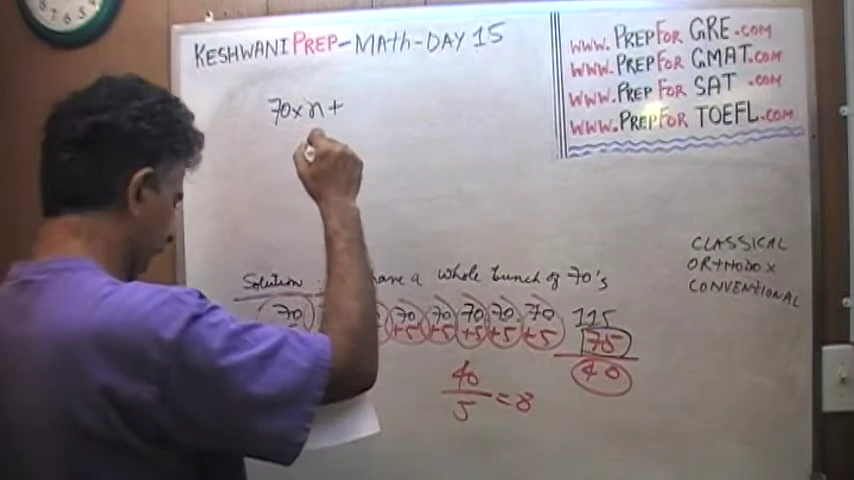 KESHWANI PREP-MATH-DAY 15
WWW. PREPFOR GRE.COM
WWW. PREPFOR GMAT.COM
WWW. PREP FOR SAT .COM
WWW. PREPFOR TOEFL.COM
70 x n +
CLASSICAL
ORTHODOX
CONVENTIONAL
Solution have a whole bunch of 70's
70 70 70 70 70 70 115
+5 +5 +5 +5 +5 75
40
40
5 = 8